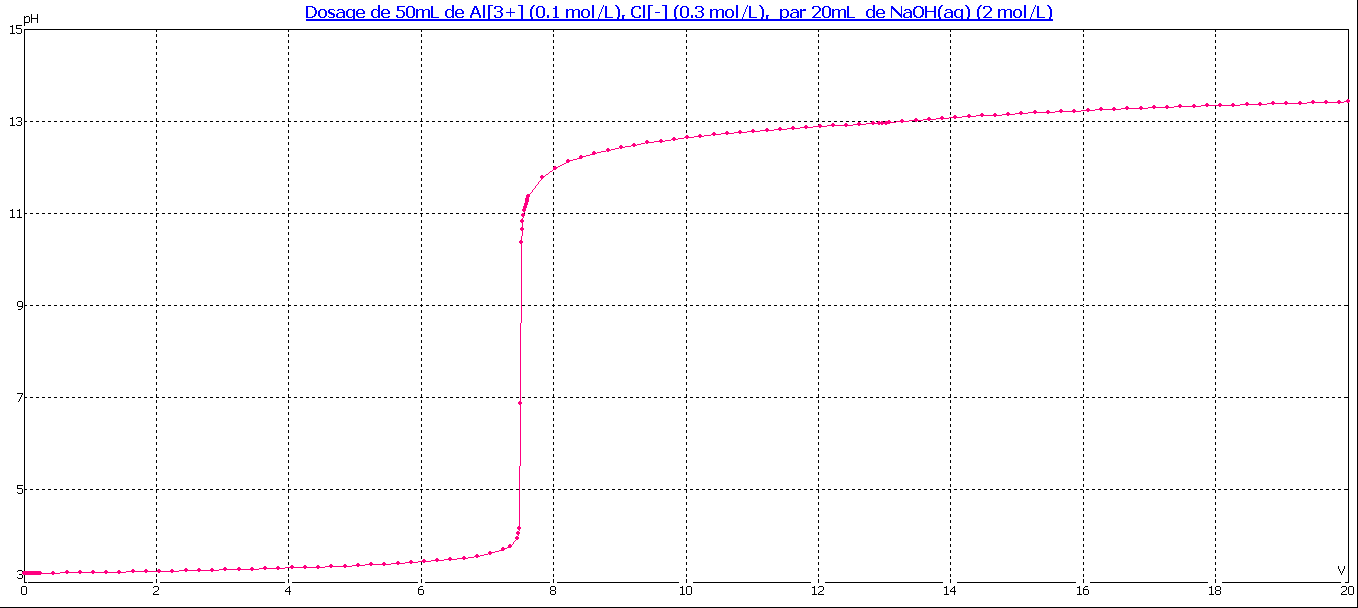 Dosage de 50mL de Al[3+] (0.1 mol/L), Cl[-] (0.3 mol/L),  par 20mL  de NaOH(aq) (2 mol/L)
pH
15
13
11
9
7
5
3
V
0 2 4 6 8 10 12 14 16 18 20